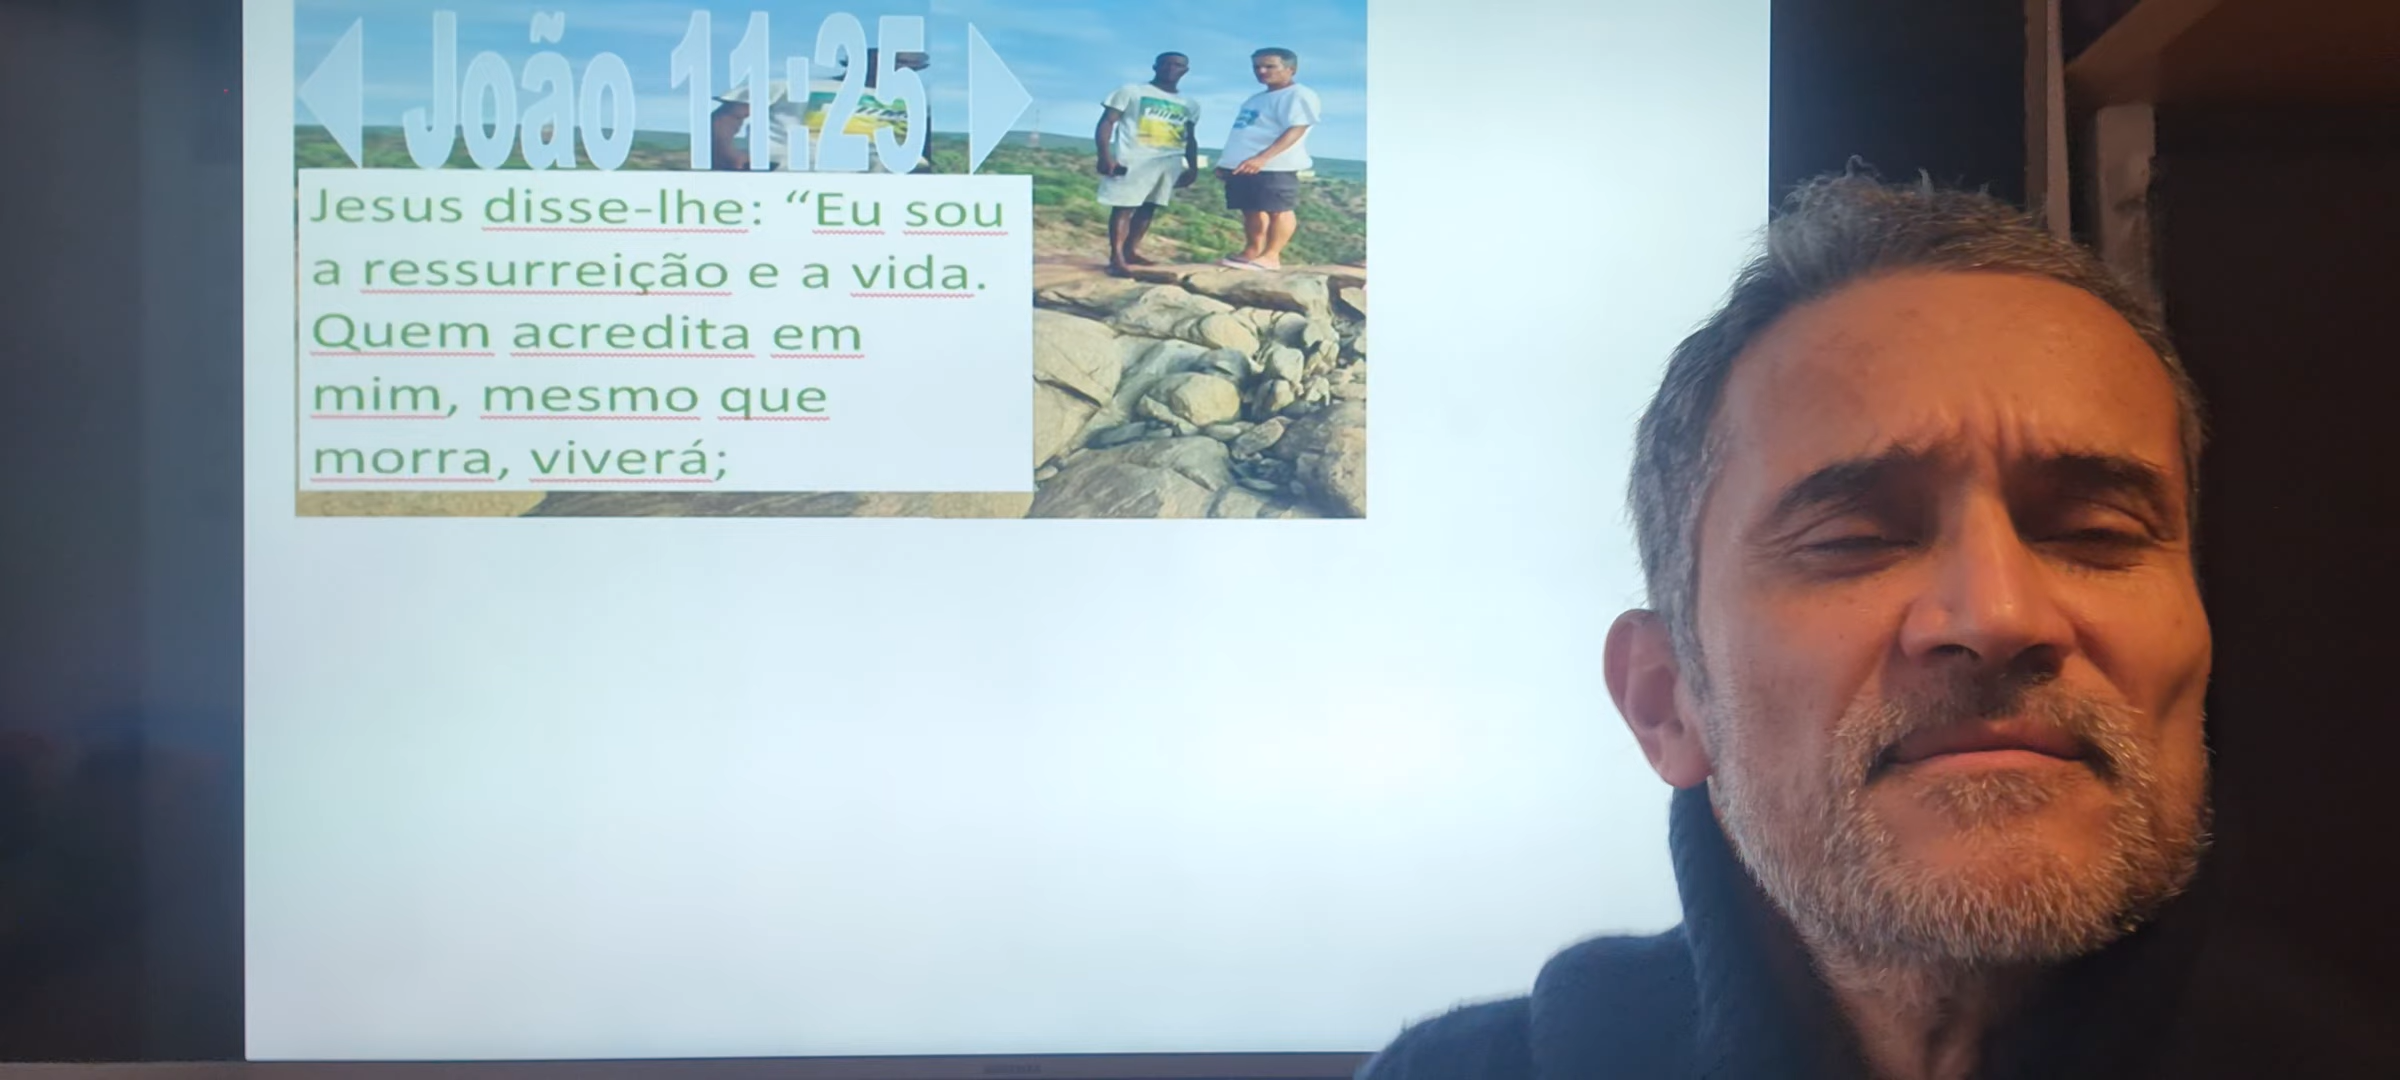 João 11:25
Jesus disse-lhe: “Eu sou
a ressurreição e a vida.
Quem acredita em
mim, mesmo que
morra, viverá;